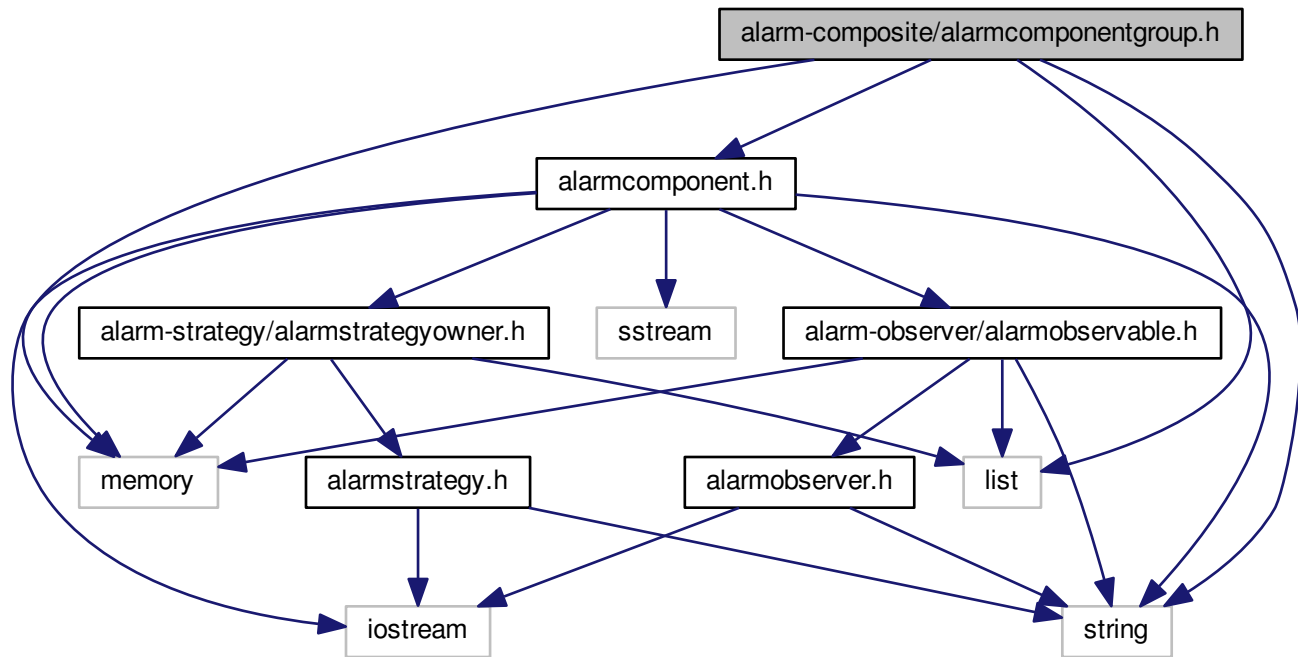 alarm-composite/alarmcomponentgroup.h
alarmcomponent.h
alarm-strategy/alarmstrategyowner.h
sstream
alarm-observer/alarmobservable.h
memory
alarmstrategy.h
alarmobserver.h
list
iostream
string